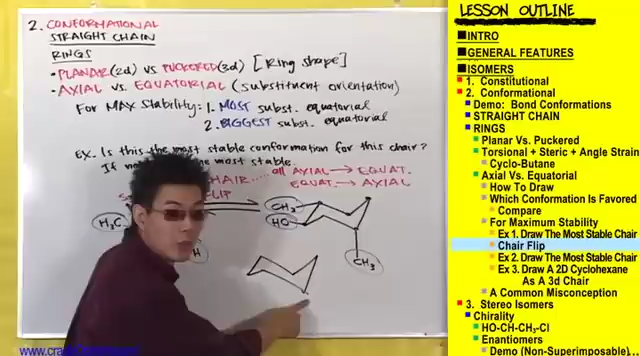 2. CONFORMATIONAL
STRAIGHT CHAIN
RINGS
• PLANAR (2d) vs PUCKERED (3d) [Ring shape]
• AXIAL vs EQUATORIAL (substituent orientation)
For MAX Stability: 1. MOST subst. equatorial
2. BIGGEST subst. equatorial
EX. Is this the most stable conformation for this chair?
If no most stable.
HAIR .... all AXIAL → EQUAT.
FLIP EQUAT → AXIAL
H3C
H
CH3
HO
CH3
LESSON OUTLINE
INTRO
GENERAL FEATURES
ISOMERS
1. Constitutional
2. Conformational
Demo: Bond Conformations
STRAIGHT CHAIN
RINGS
Planar Vs. Puckered
Torsional + Steric + Angle Strain
Cyclo-Butane
Axial Vs. Equatorial
How To Draw
Which Conformation Is Favored
Compare
For Maximum Stability
Ex 1. Draw The Most Stable Chair
Chair Flip
Ex 2. Draw The Most Stable Chair
Ex 3. Draw A 2D Cyclohexane
As A 3d Chair
A Common Misconception
3. Stereo Isomers
Chirality
HO-CH-CH3-Cl
Enantiomers
Demo (Non-Superimposable)